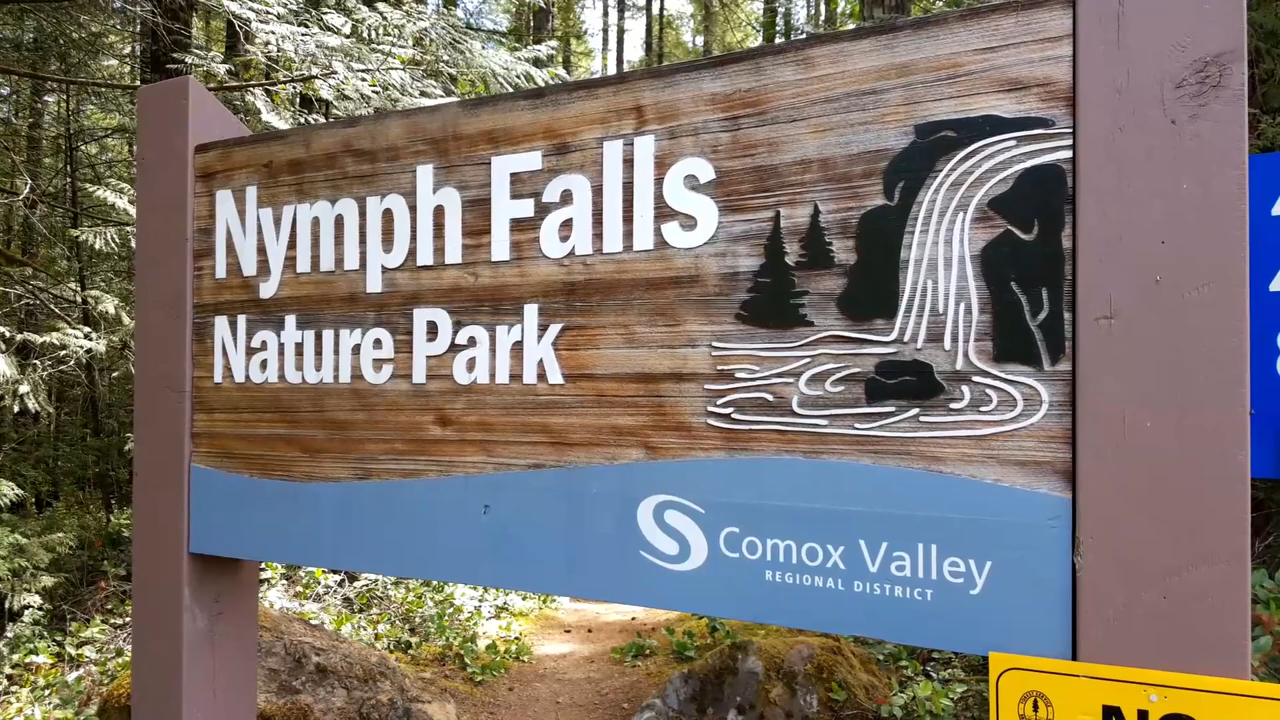 Nymph Falls
Nature Park
Comox Valley
REGIONAL DISTRICT